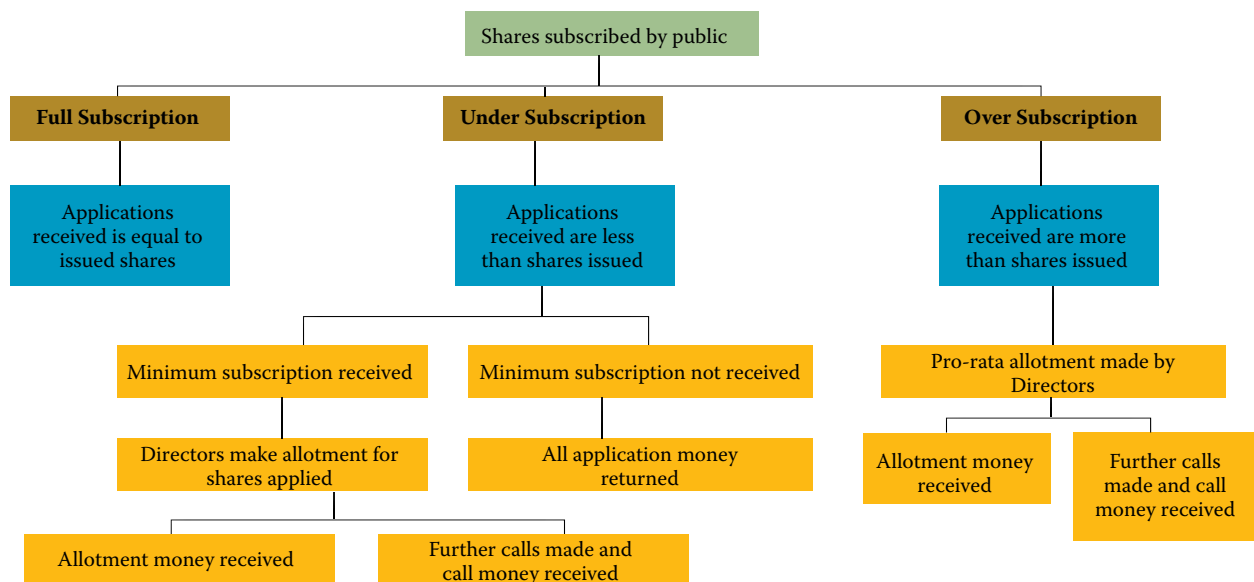 Shares subscribed by public
Full Subscription
Under Subscription
Over Subscription
Applications
received is equal to
issued shares
Applications
received are less
than shares issued
Applications
received are more
than shares issued
Minimum subscription received
Minimum subscription not received
Pro-rata allotment made by
Directors
Directors make allotment for
shares applied
All application money
returned
Allotment money
received
Further calls
made and call
money received
Allotment money received
Further calls made and
call money received